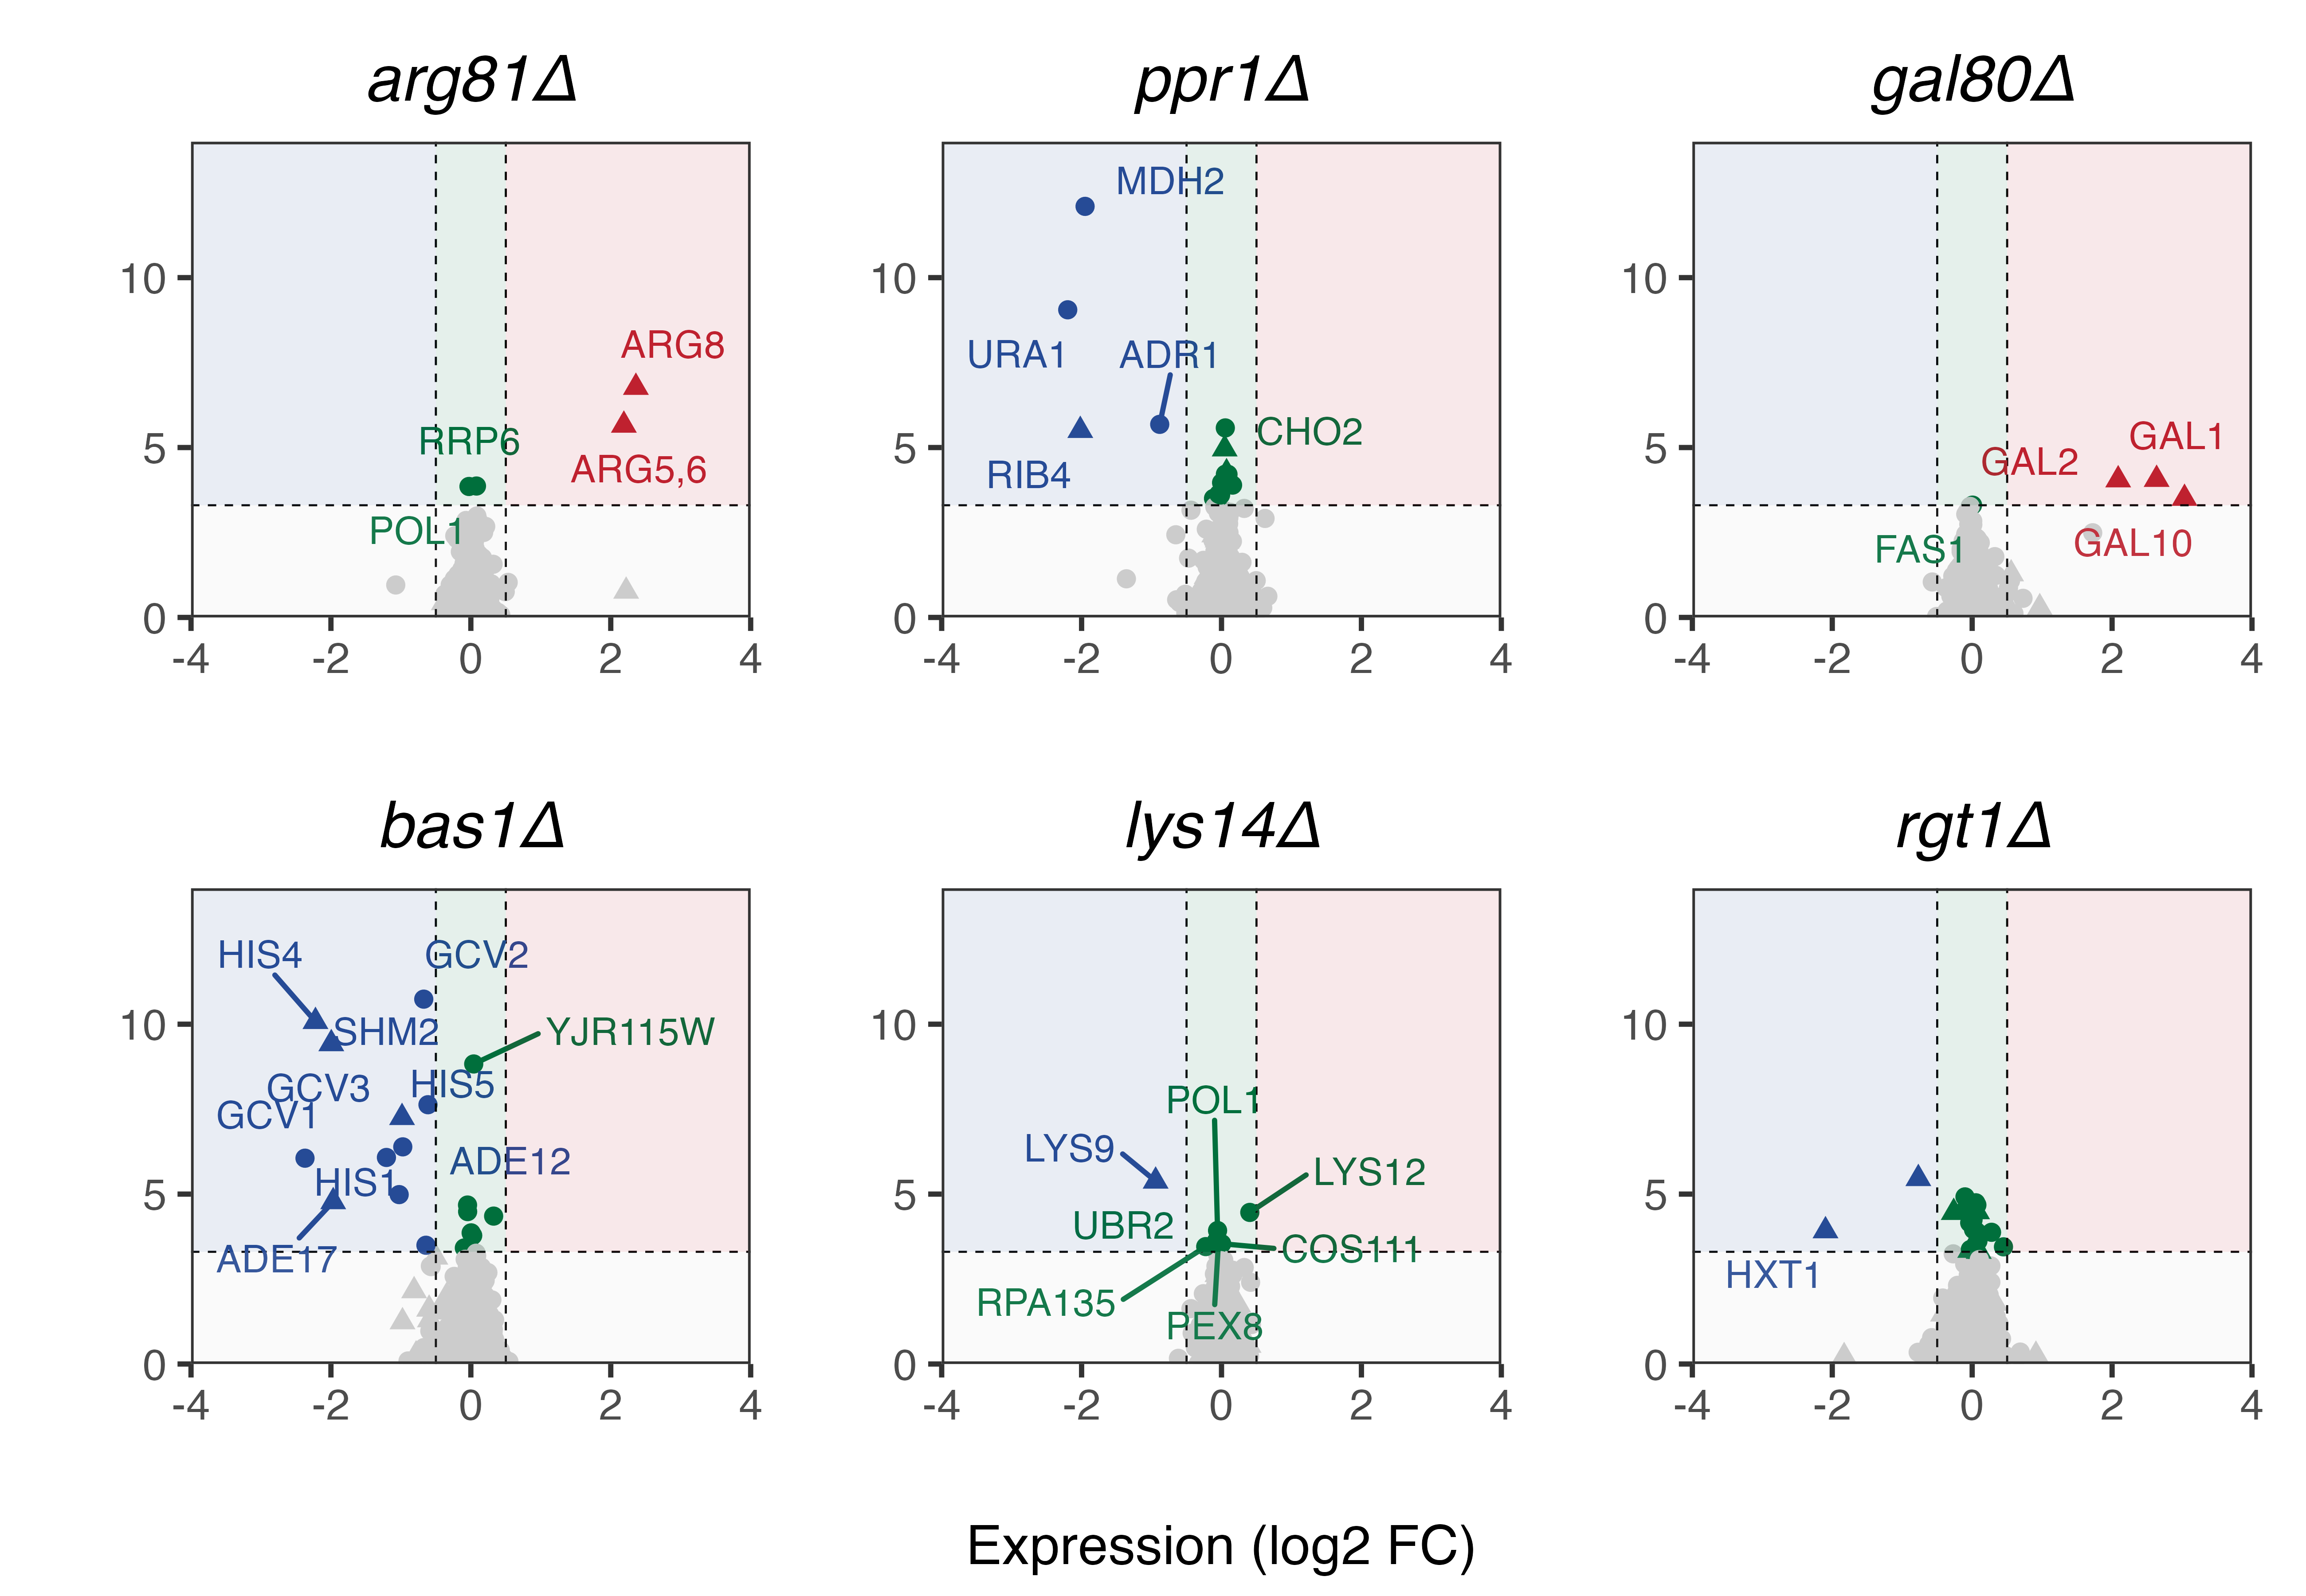 arg81Δ ppr1Δ gal80Δ
MDH2
10 10 10
ARG8 URA1 ADR1
RRP6 CHO2 GAL1
5 5 5
ARG5,6 RIB4 GAL2
POL1 FAS1 GAL10
0 0 0
-4 -2 0 2 4 -4 -2 0 2 4 -4 -2 0 2 4
bas1Δ lys14Δ rgt1Δ
HIS4 GCV2
10 SHM2 YJR115W 10 10
GCV3 HIS5 POL1
GCV1
ADE12 LYS9 LYS12
5 HIS1 5 5
UBR2
ADE17 COS111 HXT1
RPA135
PEX8
0 0 0
-4 -2 0 2 4 -4 -2 0 2 4 -4 -2 0 2 4
Expression (log2 FC)